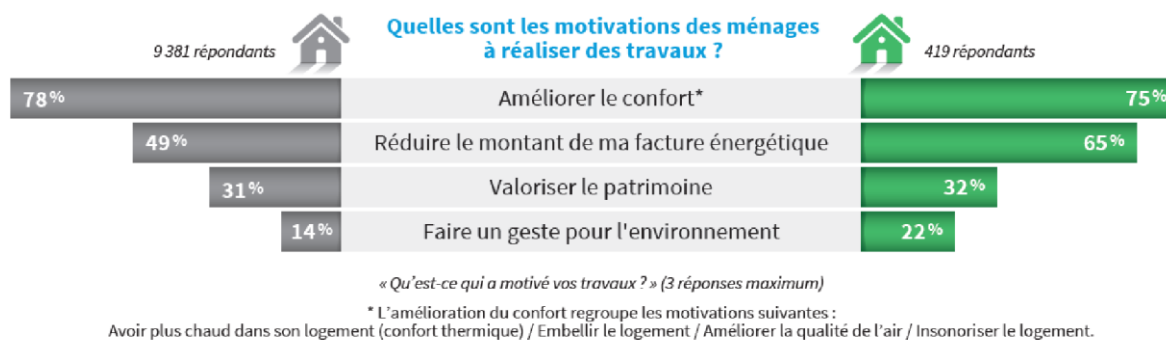 Quelles sont les motivations des ménages
à réaliser des travaux ?
9 381 répondants
419 répondants
78% Améliorer le confort* 75%
49% Réduire le montant de ma facture énergétique 65%
31% Valoriser le patrimoine 32%
14% Faire un geste pour l'environnement 22%
« Qu'est-ce qui a motivé vos travaux ? » (3 réponses maximum)
* L'amélioration du confort regroupe les motivations suivantes :
Avoir plus chaud dans son logement (confort thermique) / Embellir le logement / Améliorer la qualité de l'air / Insonoriser le logement.